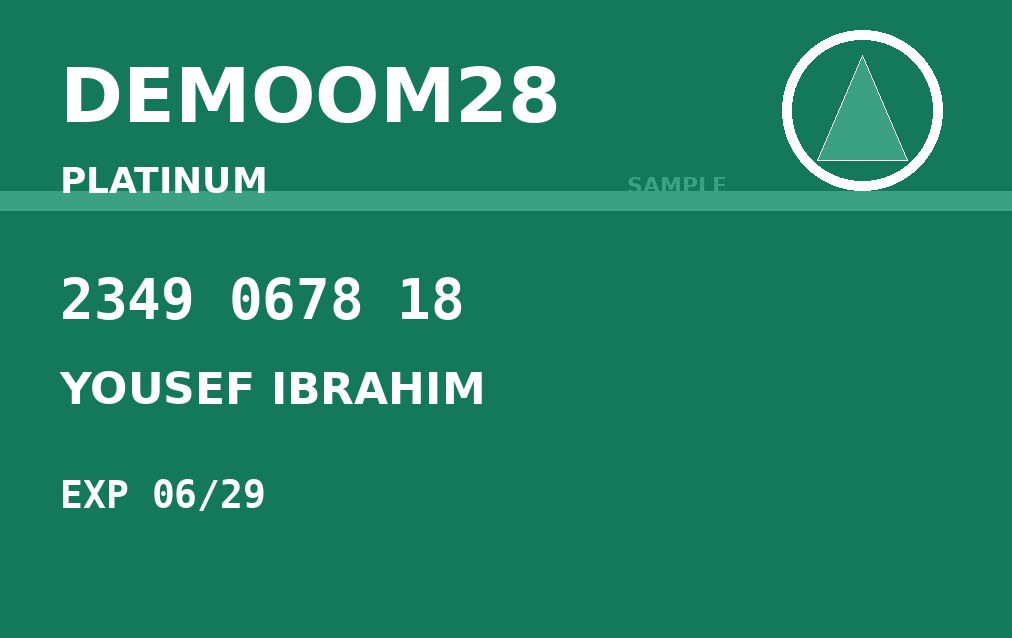 DEMOOM28
PLATINUM
SAMPLE
2349 0678 18
YOUSEF IBRAHIM
EXP 06/29